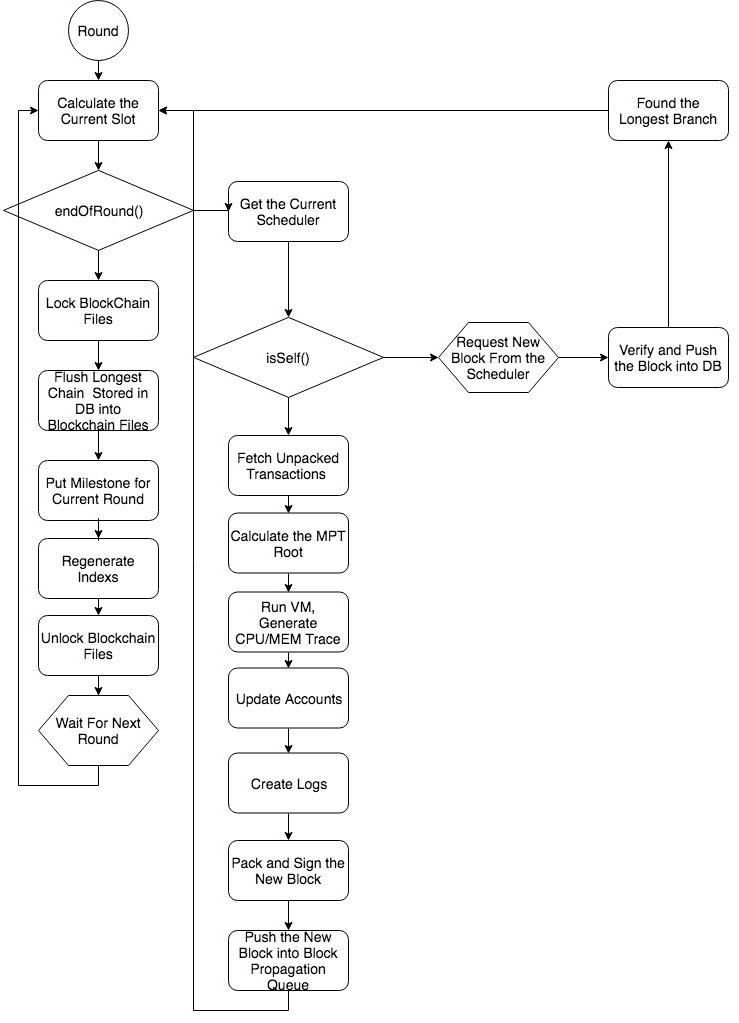 Round
Calculate the
Current Slot
Found the
Longest Branch
endOfRound()
Get the Current
Scheduler
Lock BlockChain
Files
isSelf()
Request New
Block From the
Scheduler
Verify and Push
the Block into DB
Flush Longest
Chain  Stored in
DB into
Blockchain Files
Fetch Unpacked
Transactions
Put Milestone for
Current Round
Calculate the MPT
Root
Regenerate
Indexs
Run VM,
Generate
CPU/MEM Trace
Unlock Blockchain
Files
Update Accounts
Wait For Next
Round
Create Logs
Pack and Sign the
New Block
Push the New
Block into Block
Propagation
Queue